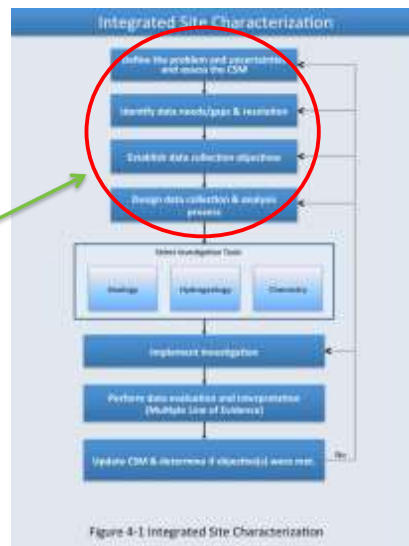 Integrated Site Characterization
Define the problem and uncertainties
and assess the CSM
Identify data needs/gaps & resolution
Establish data collection objectives
Design data collection & analysis
process
Select Investigation Tools
Geology Hydrogeology Chemistry
Implement investigation
Perform data evaluation and interpretation
(Multiple Line of Evidence)
Update CSM & determine if objective(s) were met.
No
Figure 4-1 Integrated Site Characterization